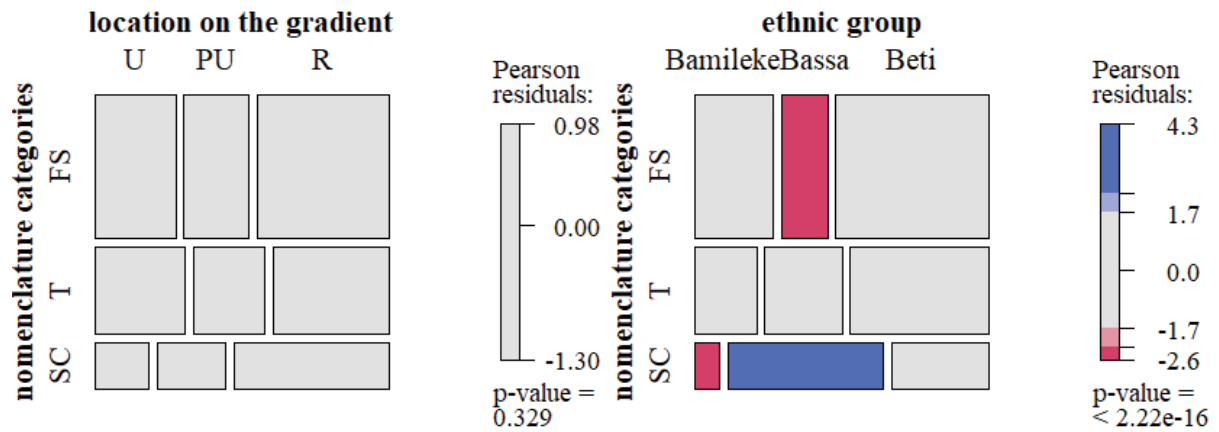 location on the gradient
U PU R
nomenclature categories
FS
T
SC
Pearson
residuals:
0.98
0.00
-1.30
p-value =
0.329
ethnic group
Bamileke Bassa Beti
nomenclature categories
FS
T
SC
Pearson
residuals:
4.3
1.7
0.0
-1.7
-2.6
p-value =
< 2.22e-16